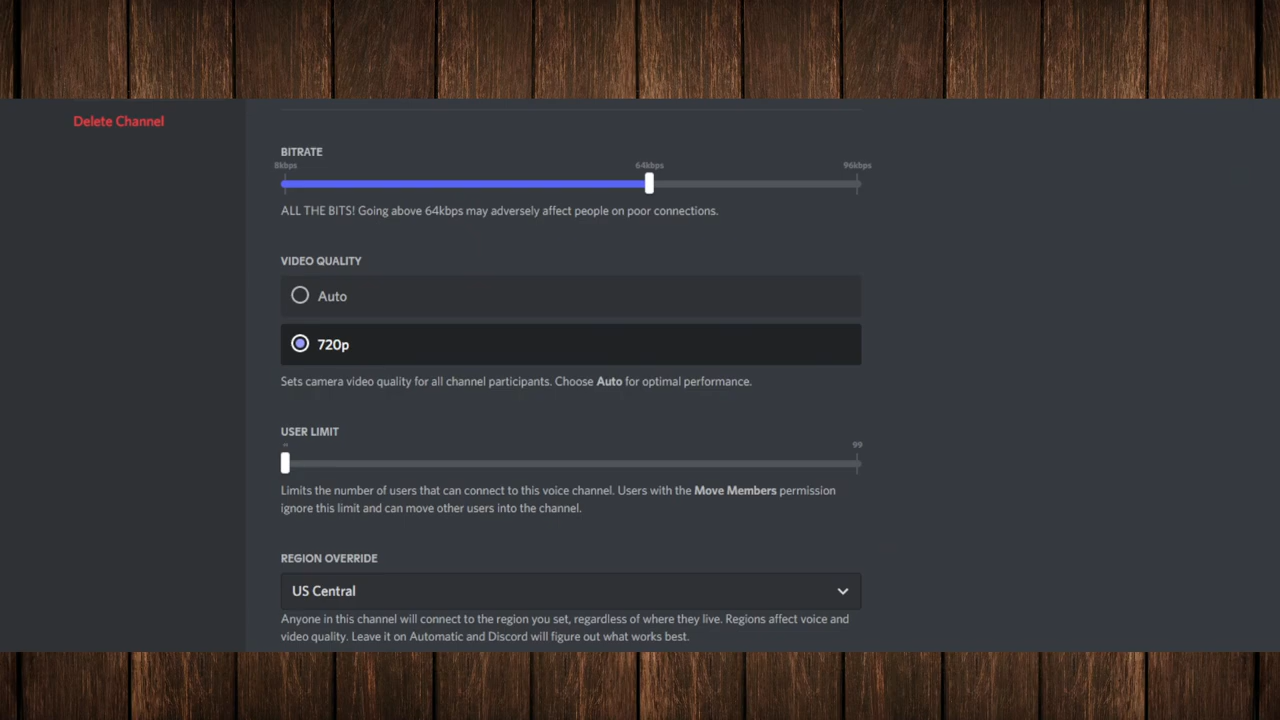 Delete Channel
BITRATE
8kbps 64kbps 96kbps
ALL THE BITS! Going above 64kbps may adversely affect people on poor connections.
VIDEO QUALITY
Auto
720p
Sets camera video quality for all channel participants. Choose Auto for optimal performance.
USER LIMIT
∞ 99
Limits the number of users that can connect to this voice channel. Users with the Move Members permission
ignore this limit and can move other users into the channel.
REGION OVERRIDE
US Central
Anyone in this channel will connect to the region you set, regardless of where they live. Regions affect voice and
video quality. Leave it on Automatic and Discord will figure out what works best.